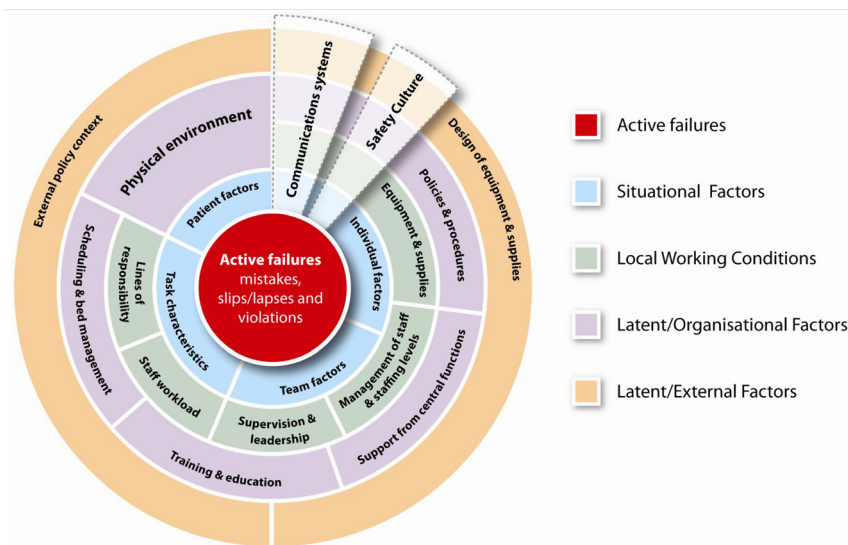 Communications systems
Safety Culture
External policy context
Design of equipment & supplies
Physical environment
Policies & procedures
Scheduling & bed management
Support from central functions
Training & education
Lines of
responsibility
Equipment & supplies
Staff workload
Supervision &
leadership
Management of staff
& staffing levels
Patient factors
Individual factors
Task characteristics
Team factors
Active failures
mistakes,
slips/lapses and
violations
Active failures
Situational Factors
Local Working Conditions
Latent/Organisational Factors
Latent/External Factors